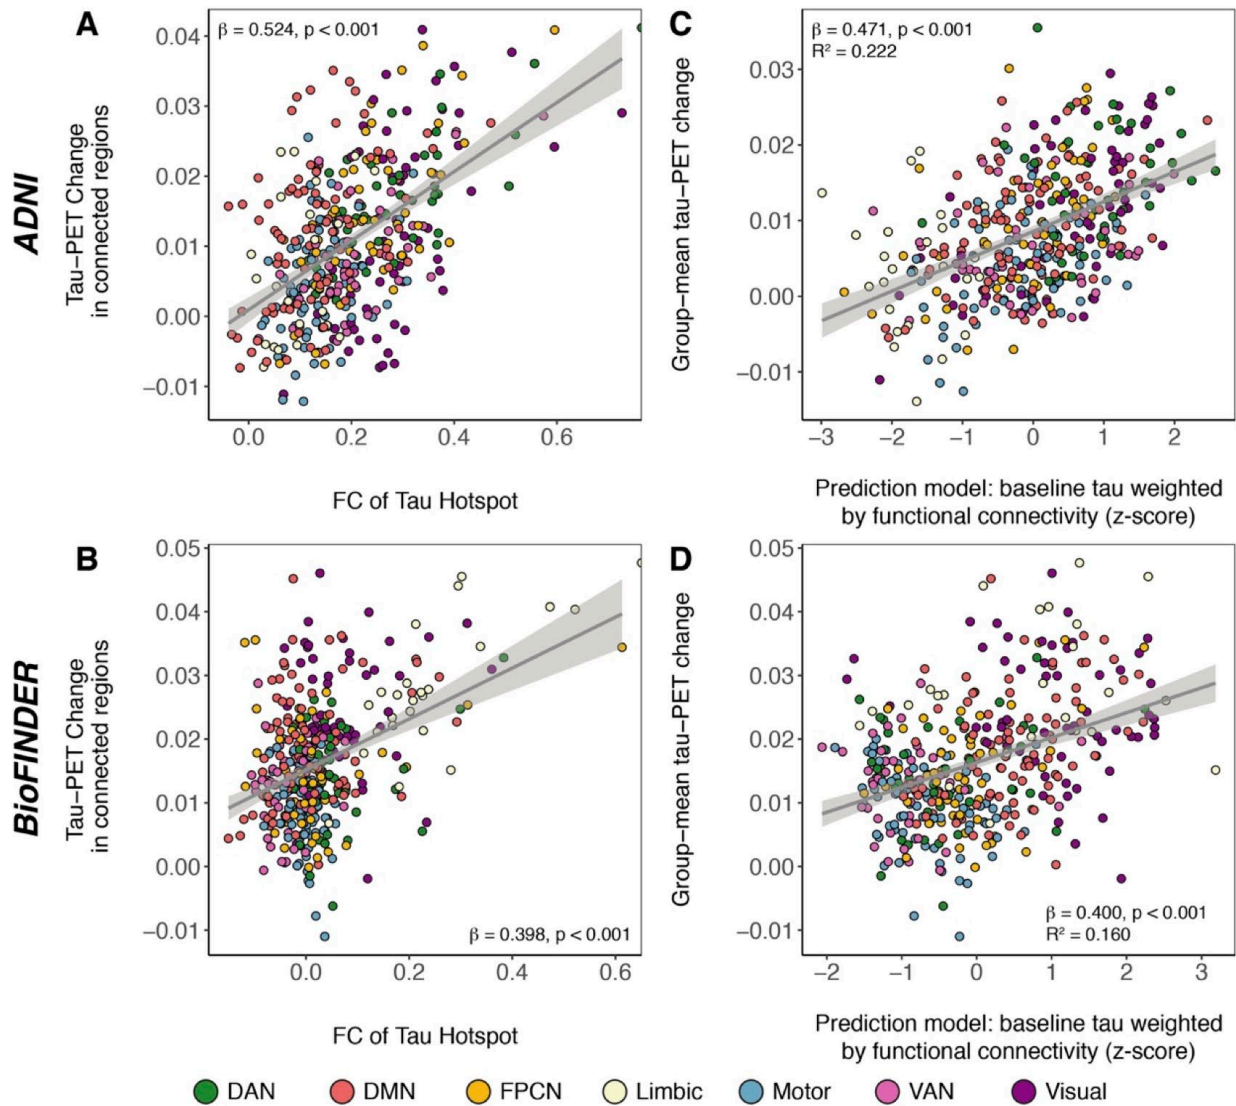 A
β = 0.524, p < 0.001
ADNI
Tau−PET Change
in connected regions
0.04
0.03
0.02
0.01
0.00
−0.01
0.0
0.2
0.4
0.6
FC of Tau Hotspot
C
β = 0.471, p < 0.001
R² = 0.222
Group−mean tau−PET change
0.03
0.02
0.01
0.00
−0.01
−3
−2
−1
0
1
2
Prediction model: baseline tau weighted
by functional connectivity (z-score)
B
BioFINDER
Tau−PET Change
in connected regions
0.05
0.04
0.03
0.02
0.01
0.00
−0.01
β = 0.398, p < 0.001
0.0
0.2
0.4
0.6
FC of Tau Hotspot
D
Group−mean tau−PET change
0.05
0.04
0.03
0.02
0.01
0.00
−0.01
β = 0.400, p < 0.001
R² = 0.160
−2
−1
0
1
2
3
Prediction model: baseline tau weighted
by functional connectivity (z-score)
DAN
DMN
FPCN
Limbic
Motor
VAN
Visual